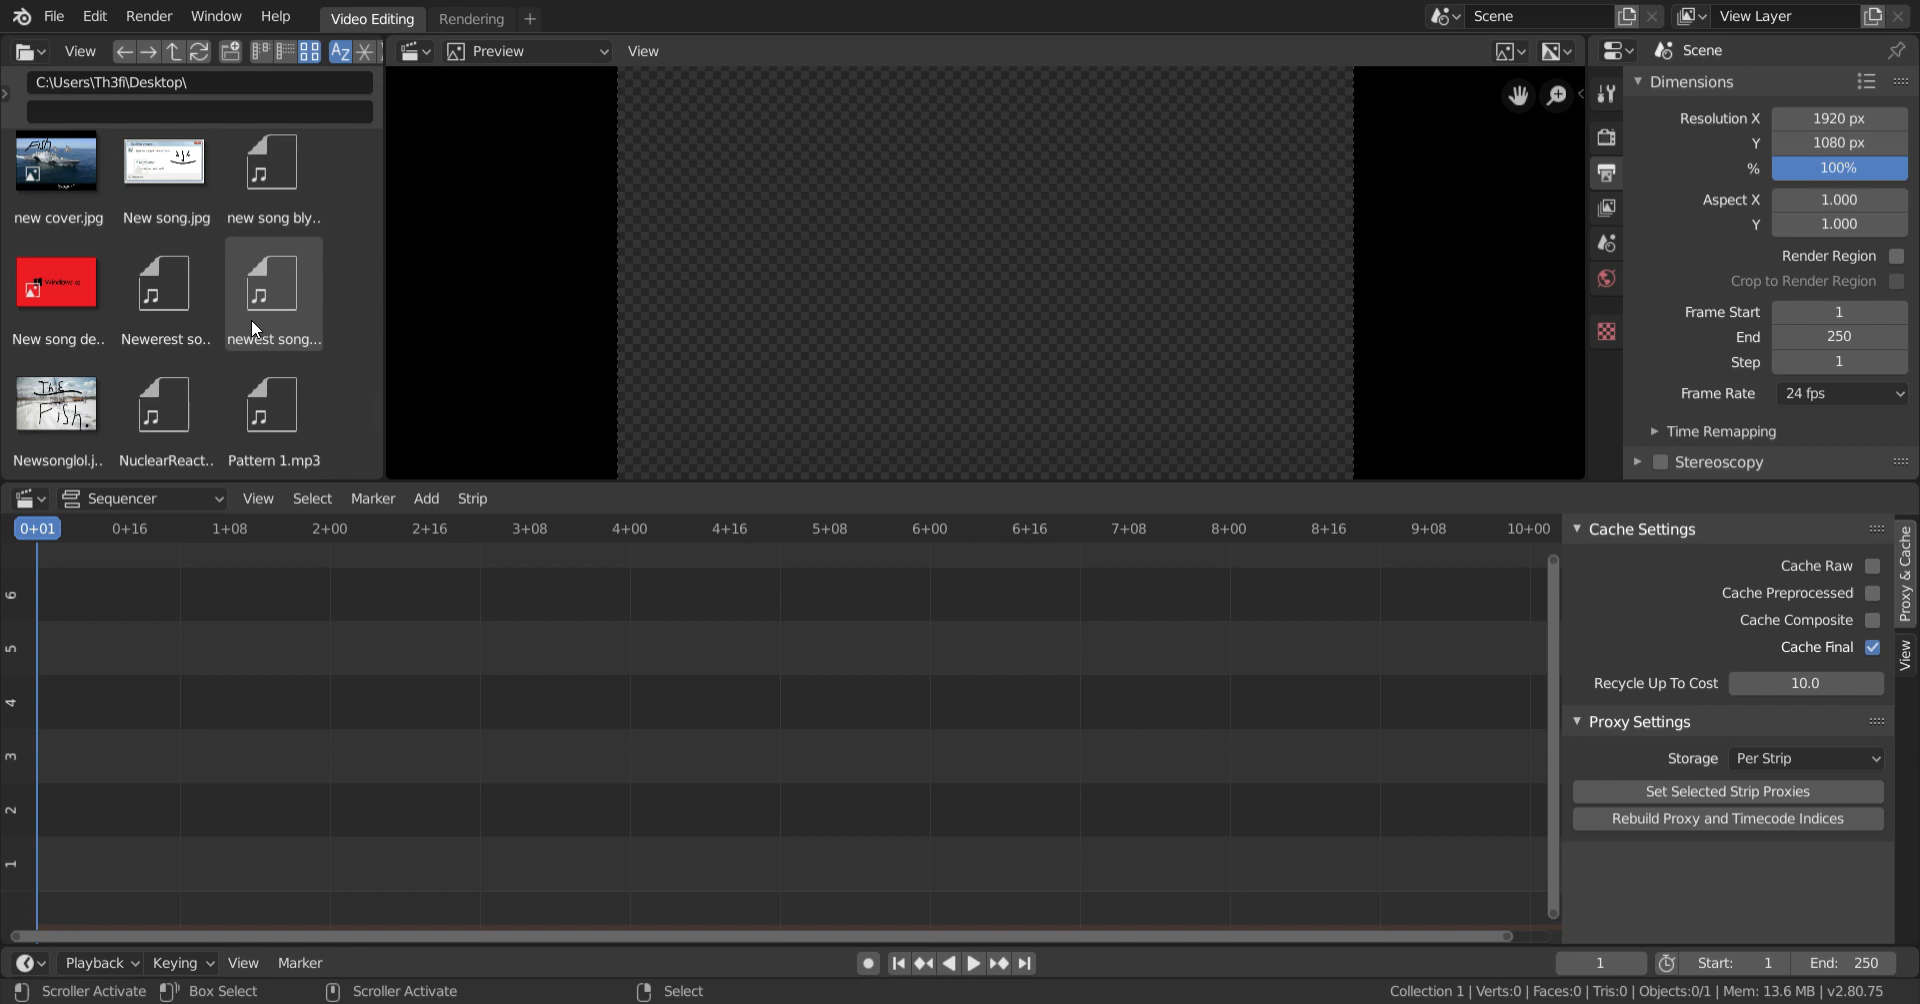 File Edit Render Window Help Video Editing Rendering + Scene View Layer
View AZ Preview View Scene
C:\Users\Th3fi\Desktop\
Dimensions
Resolution X 1920 px
Y 1080 px
% 100%
Aspect X 1.000
Y 1.000
Render Region
Crop to Render Region
Frame Start 1
End 250
Step 1
Frame Rate 24 fps
Time Remapping
Stereoscopy
new cover.jpg New song.jpg new song bly..
Windows
New song de.. Newerest so.. newest song...
The
Fish.
Newsonglol.j.. NuclearReact.. Pattern 1.mp3
Sequencer View Select Marker Add Strip
0+01 0+16 1+08 2+00 2+16 3+08 4+00 4+16 5+08 6+00 6+16 7+08 8+00 8+16 9+08 10+00
6
5
4
3
2
1
Cache Settings
Cache Raw
Cache Preprocessed
Cache Composite
Cache Final
Recycle Up To Cost 10.0
Proxy Settings
Storage Per Strip
Set Selected Strip Proxies
Rebuild Proxy and Timecode Indices
Proxy & Cache
View
Playback Keying View Marker 1 Start: 1 End: 250
Scroller Activate Box Select Scroller Activate Select Collection 1 | Verts:0 | Faces:0 | Tris:0 | Objects:0/1 | Mem: 13.6 MB | v2.80.75